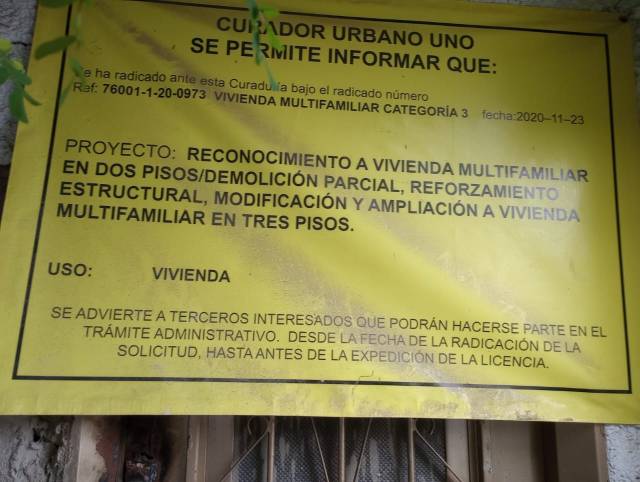 CURADOR URBANO UNO
SE PERMITE INFORMAR QUE:
Se ha radicado ante esta Curaduría bajo el radicado número
Ref: 76001-1-20-0973 VIVIENDA MULTIFAMILIAR CATEGORÍA 3 fecha:2020–11–23
PROYECTO: RECONOCIMIENTO A VIVIENDA MULTIFAMILIAR
EN DOS PISOS/DEMOLICIÓN PARCIAL, REFORZAMIENTO
ESTRUCTURAL, MODIFICACIÓN Y AMPLIACIÓN A VIVIENDA
MULTIFAMILIAR EN TRES PISOS.
USO: VIVIENDA
SE ADVIERTE A TERCEROS INTERESADOS QUE PODRÁN HACERSE PARTE EN EL
TRÁMITE ADMINISTRATIVO. DESDE LA FECHA DE LA RADICACIÓN DE LA
SOLICITUD, HASTA ANTES DE LA EXPEDICIÓN DE LA LICENCIA.